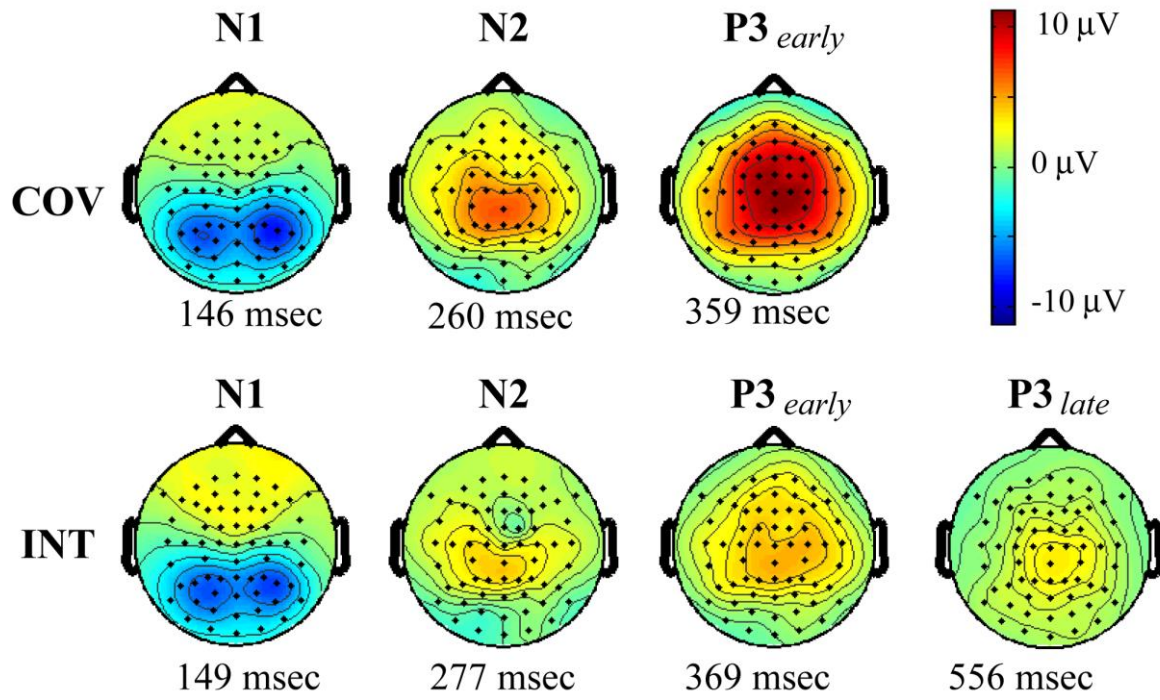 N1 N2 P3 early 10 µV
0 µV
COV
-10 µV
146 msec 260 msec 359 msec
N1 N2 P3 early P3 late
INT
149 msec 277 msec 369 msec 556 msec